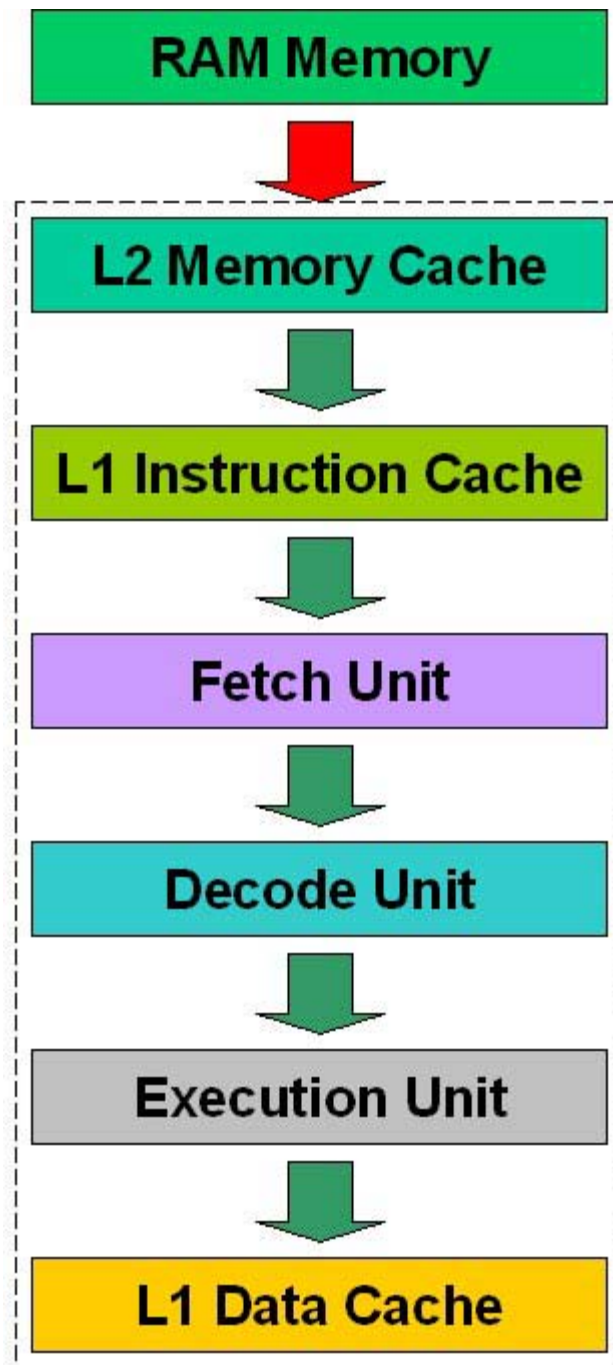 RAM Memory
L2 Memory Cache
L1 Instruction Cache
Fetch Unit
Decode Unit
Execution Unit
L1 Data Cache